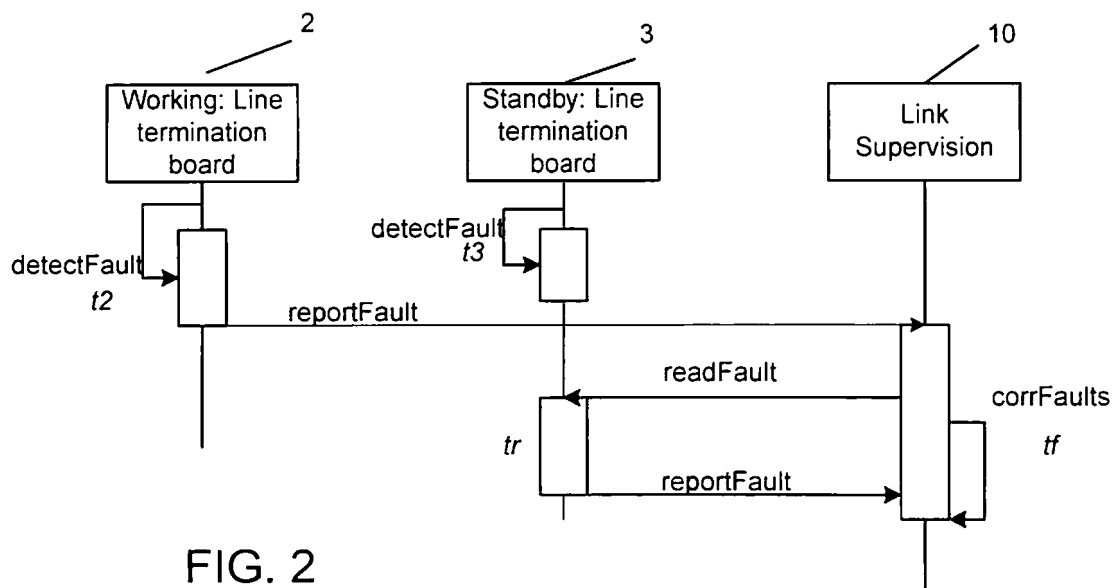 2
3
10
Working: Line
termination
board
Standby: Line
termination
board
Link
Supervision
detectFault
t2
detectFault
t3
reportFault
readFault
corrFaults
tf
tr
reportFault
FIG. 2